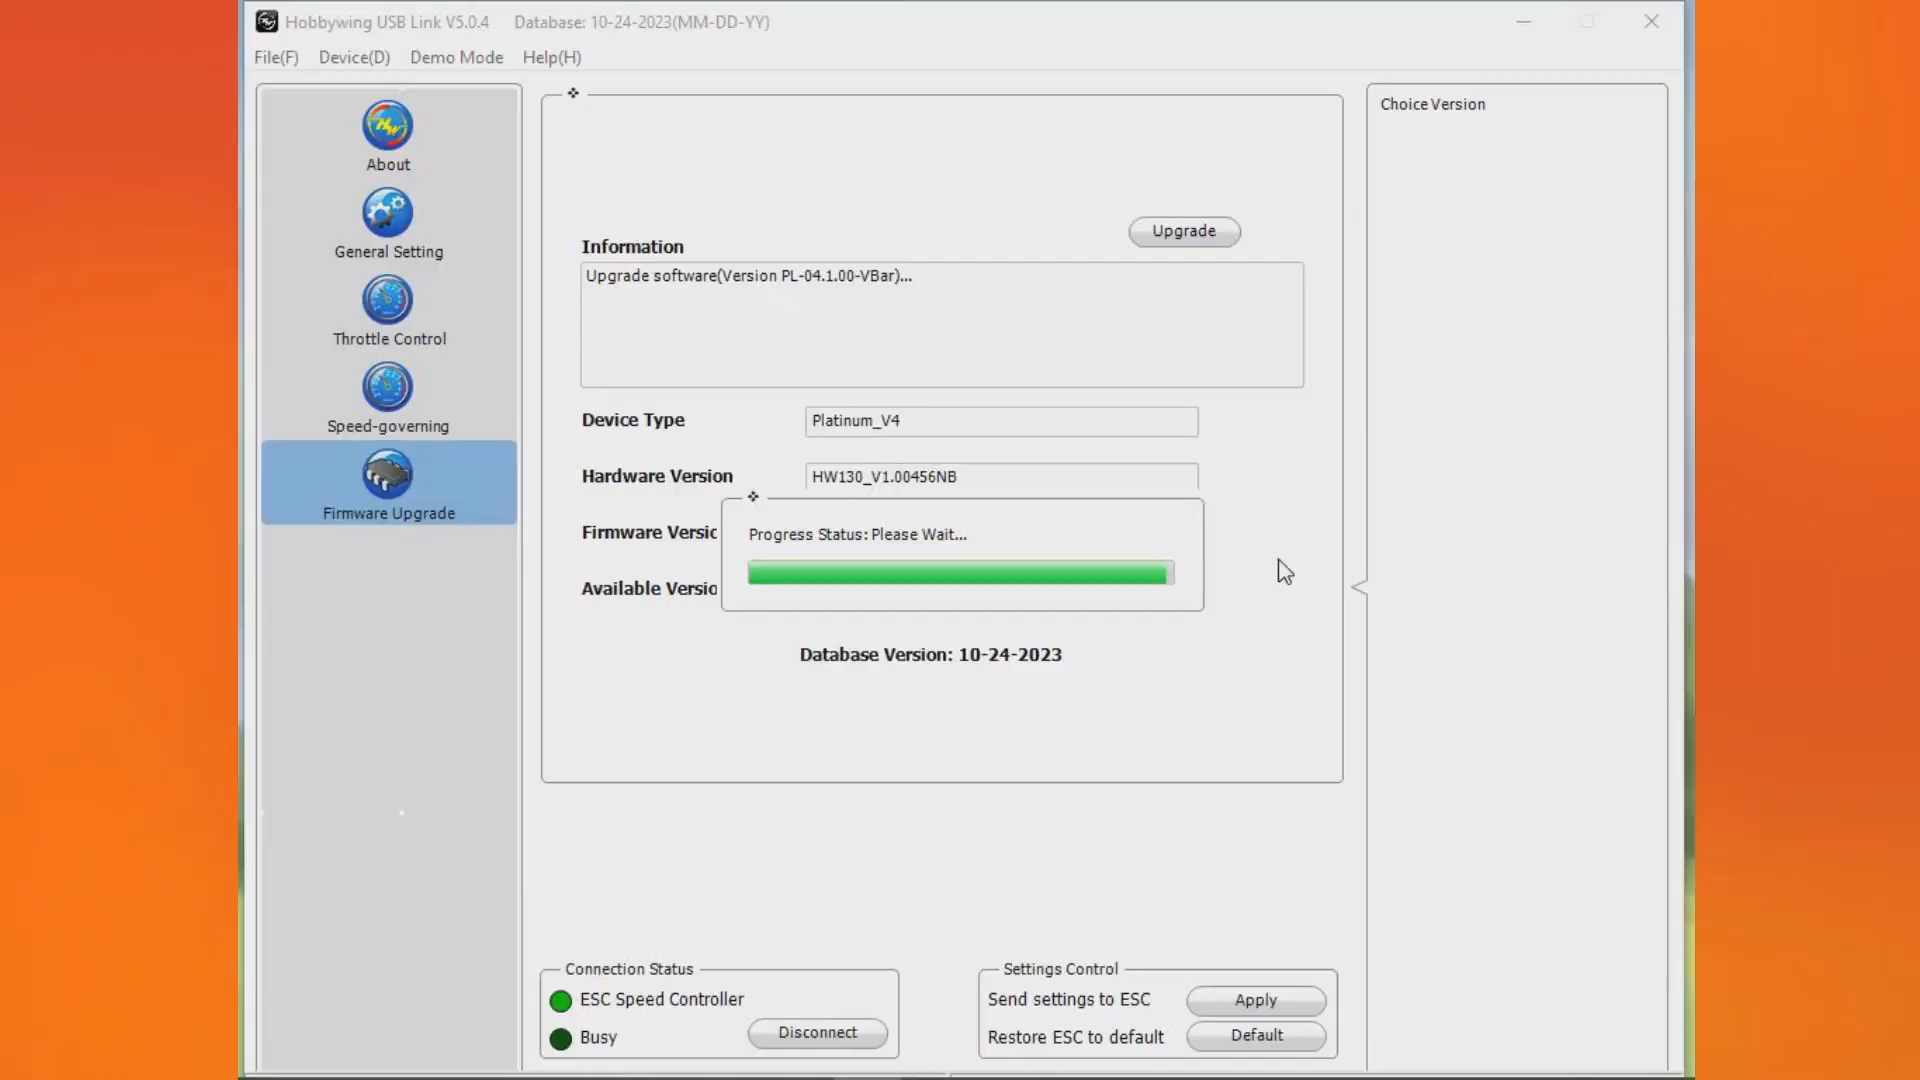 Hobbywing USB Link V5.0.4 Database: 10-24-2023(MM-DD-YY)
File(F) Device(D) Demo Mode Help(H)
About
General Setting
Throttle Control
Speed-governing
Firmware Upgrade
Upgrade
Information
Upgrade software(Version PL-04.1.00-VBar)...
Device Type Platinum_V4
Hardware Version HW130_V1.00456NB
Firmware Versic
Available Versio
Progress Status: Please Wait...
Database Version: 10-24-2023
Choice Version
Connection Status
ESC Speed Controller
Busy
Disconnect
Settings Control
Send settings to ESC Apply
Restore ESC to default Default